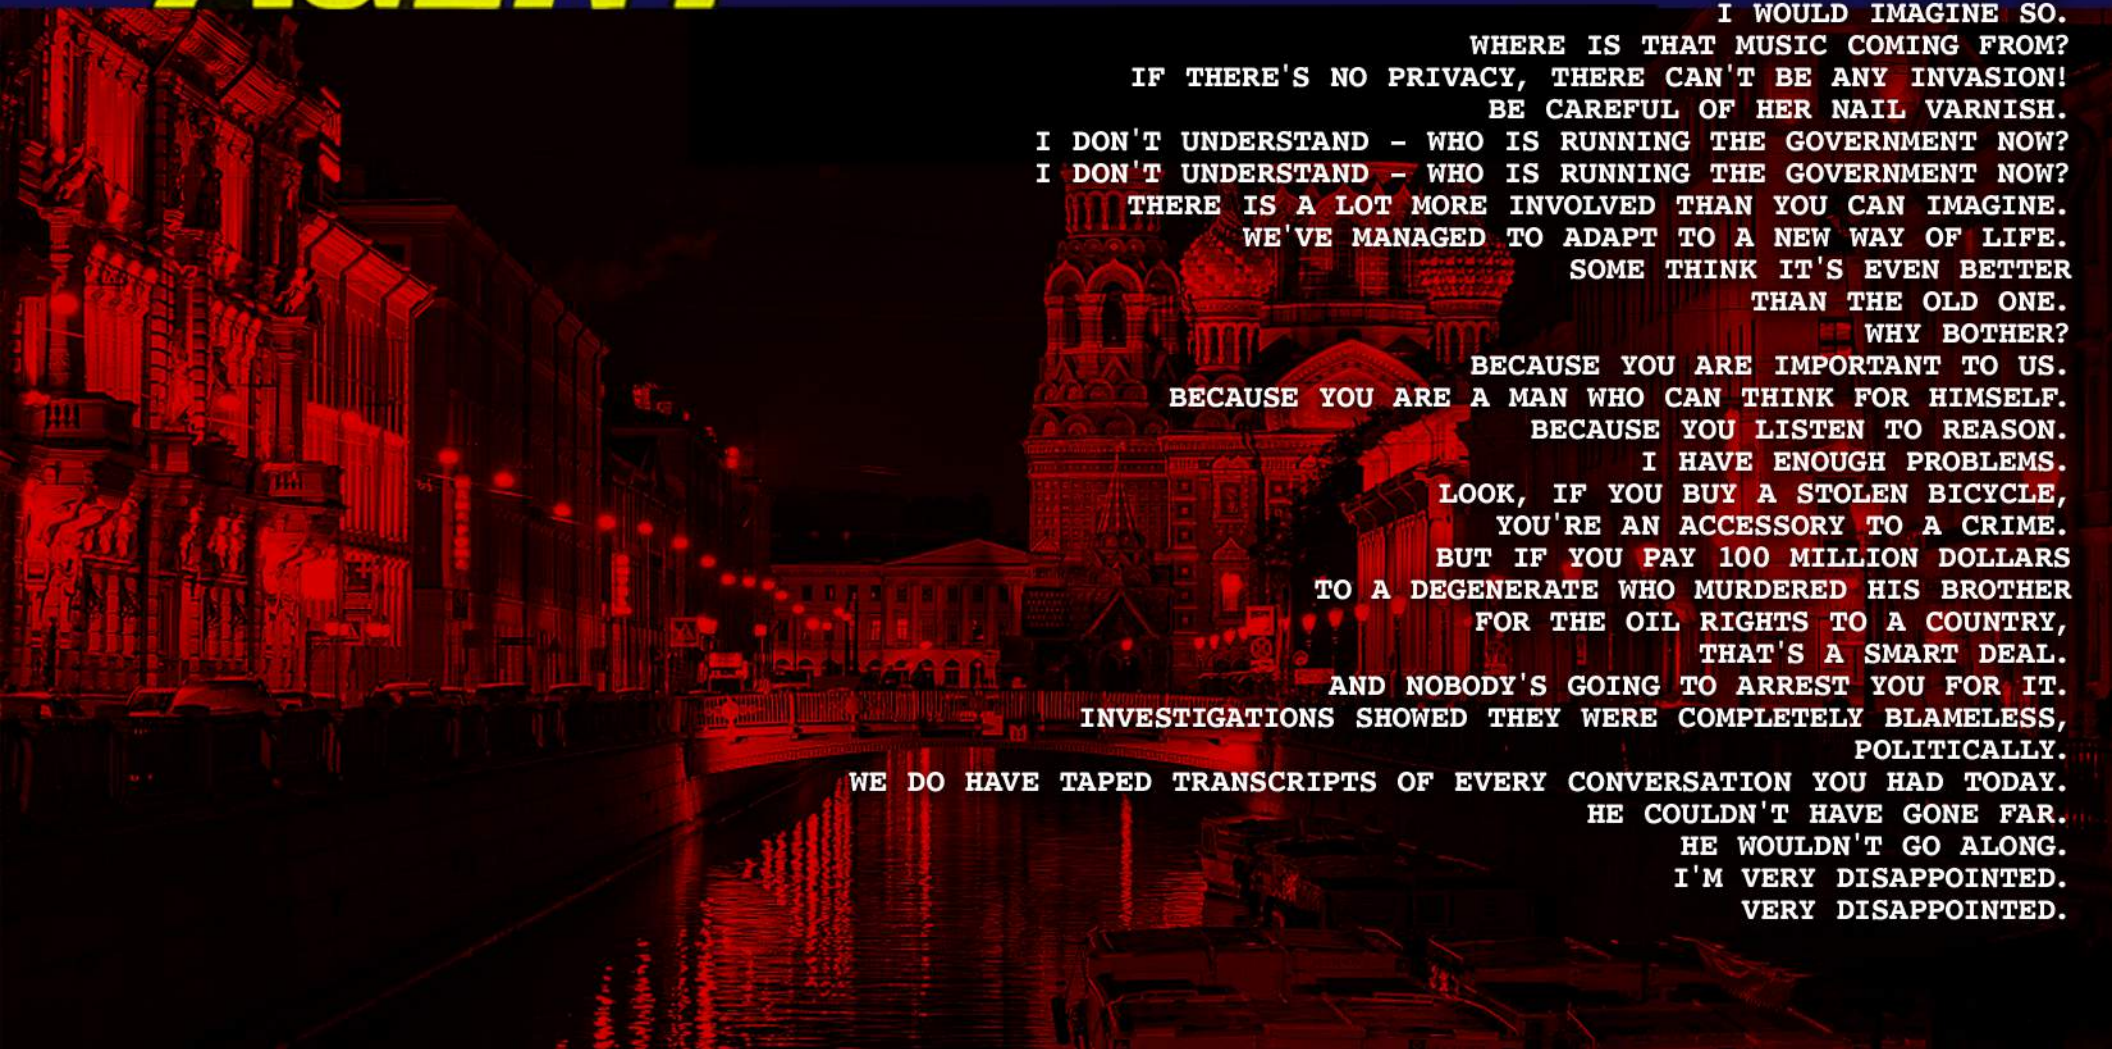 AGENT
I WOULD IMAGINE SO.
WHERE IS THAT MUSIC COMING FROM?
IF THERE'S NO PRIVACY, THERE CAN'T BE ANY INVASION!
BE CAREFUL OF HER NAIL VARNISH.
I DON'T UNDERSTAND - WHO IS RUNNING THE GOVERNMENT NOW?
I DON'T UNDERSTAND - WHO IS RUNNING THE GOVERNMENT NOW?
THERE IS A LOT MORE INVOLVED THAN YOU CAN IMAGINE.
WE'VE MANAGED TO ADAPT TO A NEW WAY OF LIFE.
SOME THINK IT'S EVEN BETTER
THAN THE OLD ONE.
WHY BOTHER?
BECAUSE YOU ARE IMPORTANT TO US.
BECAUSE YOU ARE A MAN WHO CAN THINK FOR HIMSELF.
BECAUSE YOU LISTEN TO REASON.
I HAVE ENOUGH PROBLEMS.
LOOK, IF YOU BUY A STOLEN BICYCLE,
YOU'RE AN ACCESSORY TO A CRIME.
BUT IF YOU PAY 100 MILLION DOLLARS
TO A DEGENERATE WHO MURDERED HIS BROTHER
FOR THE OIL RIGHTS TO A COUNTRY,
THAT'S A SMART DEAL.
AND NOBODY'S GOING TO ARREST YOU FOR IT.
INVESTIGATIONS SHOWED THEY WERE COMPLETELY BLAMELESS,
POLITICALLY.
WE DO HAVE TAPED TRANSCRIPTS OF EVERY CONVERSATION YOU HAD TODAY.
HE COULDN'T HAVE GONE FAR.
HE WOULDN'T GO ALONG.
I'M VERY DISAPPOINTED.
VERY DISAPPOINTED.